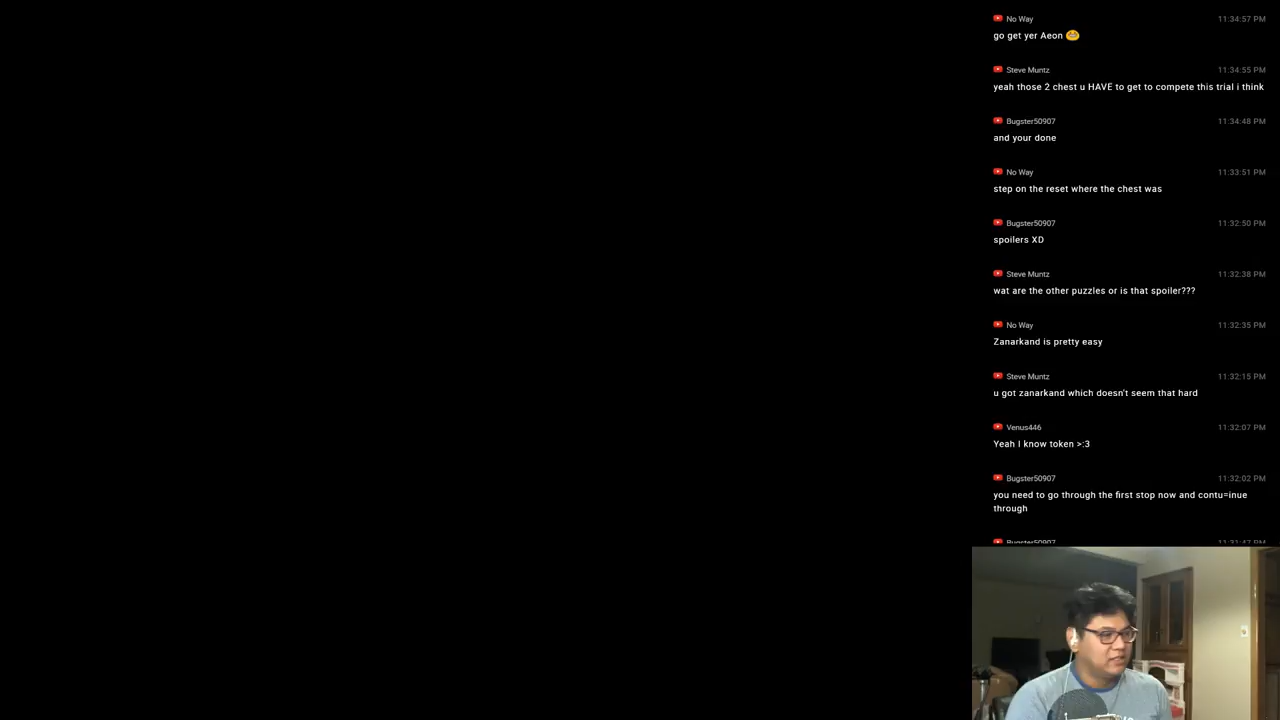 No Way 11:34:57 PM
go get yer Aeon
Steve Muntz 11:34:55 PM
yeah those 2 chest u HAVE to get to compete this trial i think
Bugster50907 11:34:48 PM
and your done
No Way 11:33:51 PM
step on the reset where the chest was
Bugster50907 11:32:50 PM
spoilers XD
Steve Muntz 11:32:38 PM
wat are the other puzzles or is that spoiler???
No Way 11:32:35 PM
Zanarkand is pretty easy
Steve Muntz 11:32:15 PM
u got zanarkand which doesn't seem that hard
Venus446 11:32:07 PM
Yeah I know token >:3
Bugster50907 11:32:02 PM
you need to go through the first stop now and contu=inue
through
Bugster50907 11:31:47 PM